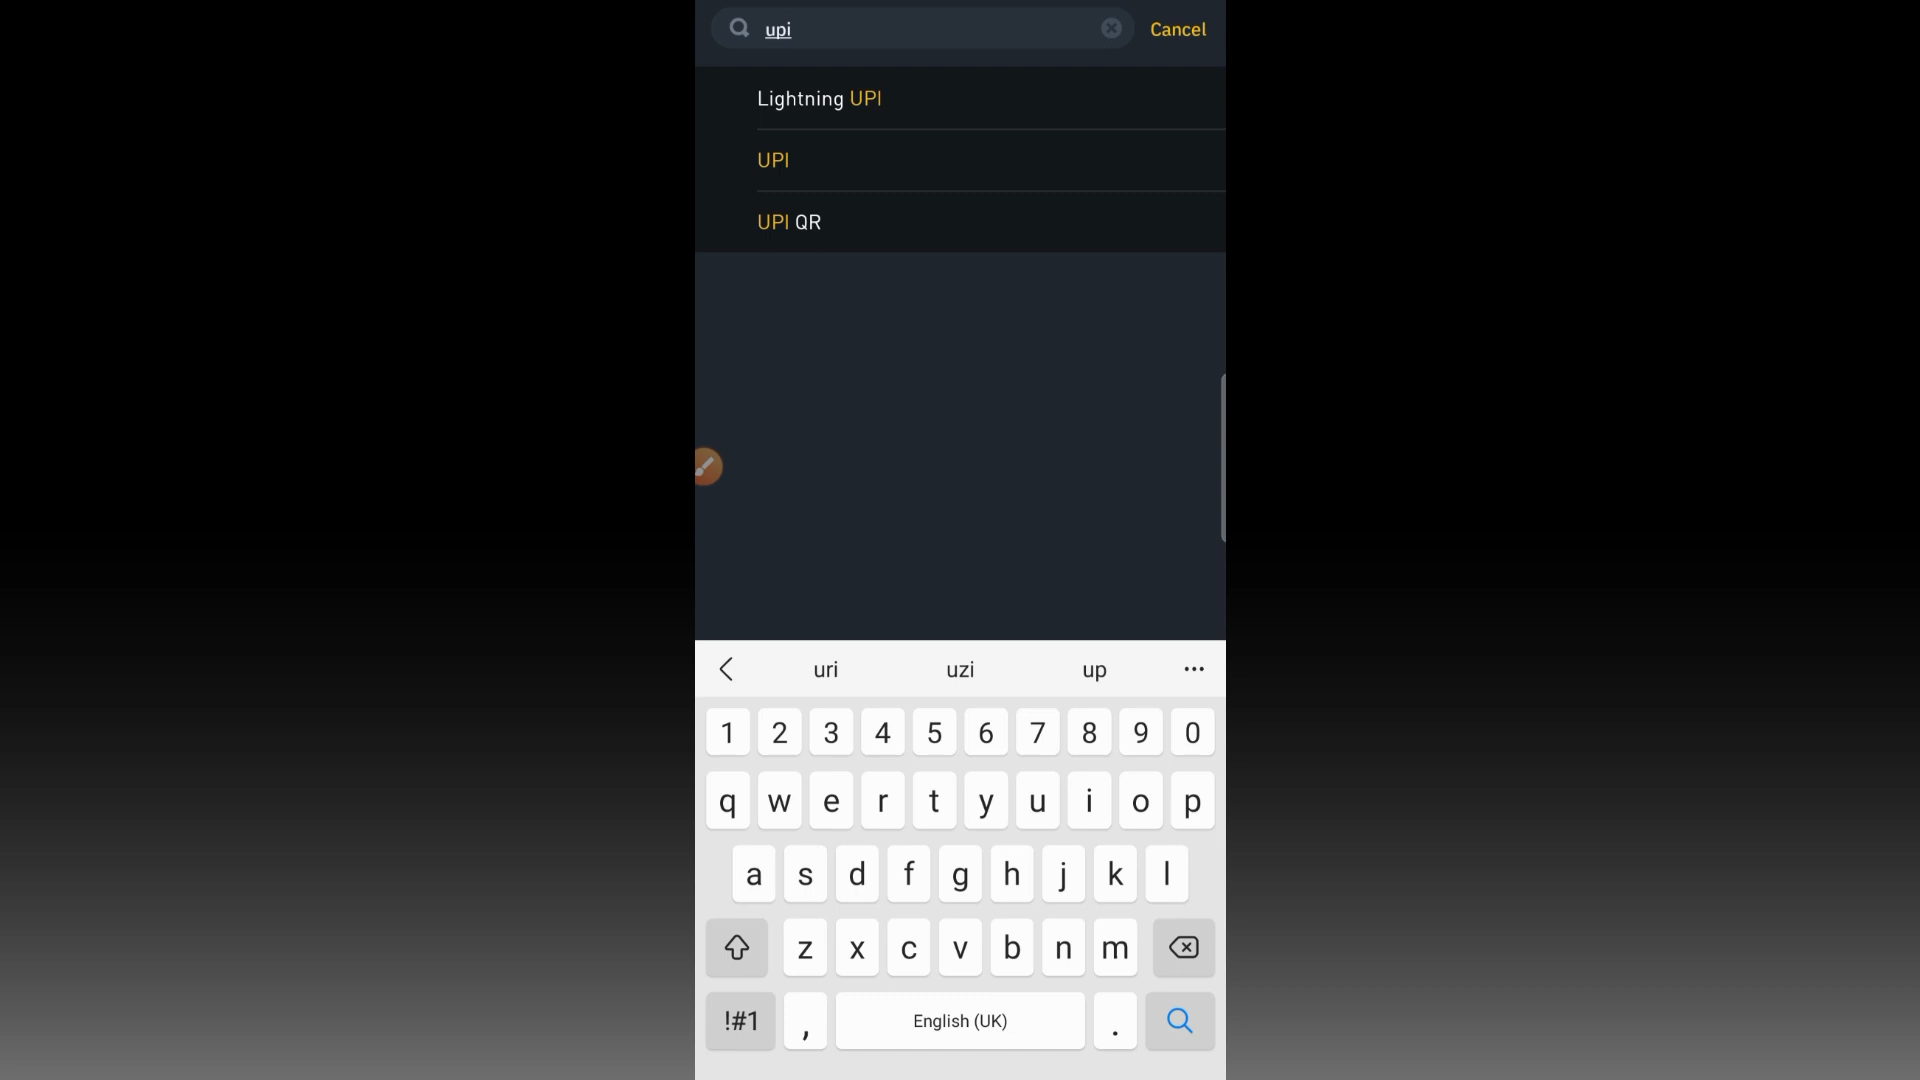 upi Cancel
Lightning UPI
UPI
UPI QR
uri uzi up
1 2 3 4 5 6 7 8 9 0
q w e r t y u i o p
a s d f g h j k l
z x c v b n m
!#1 , English (UK) .